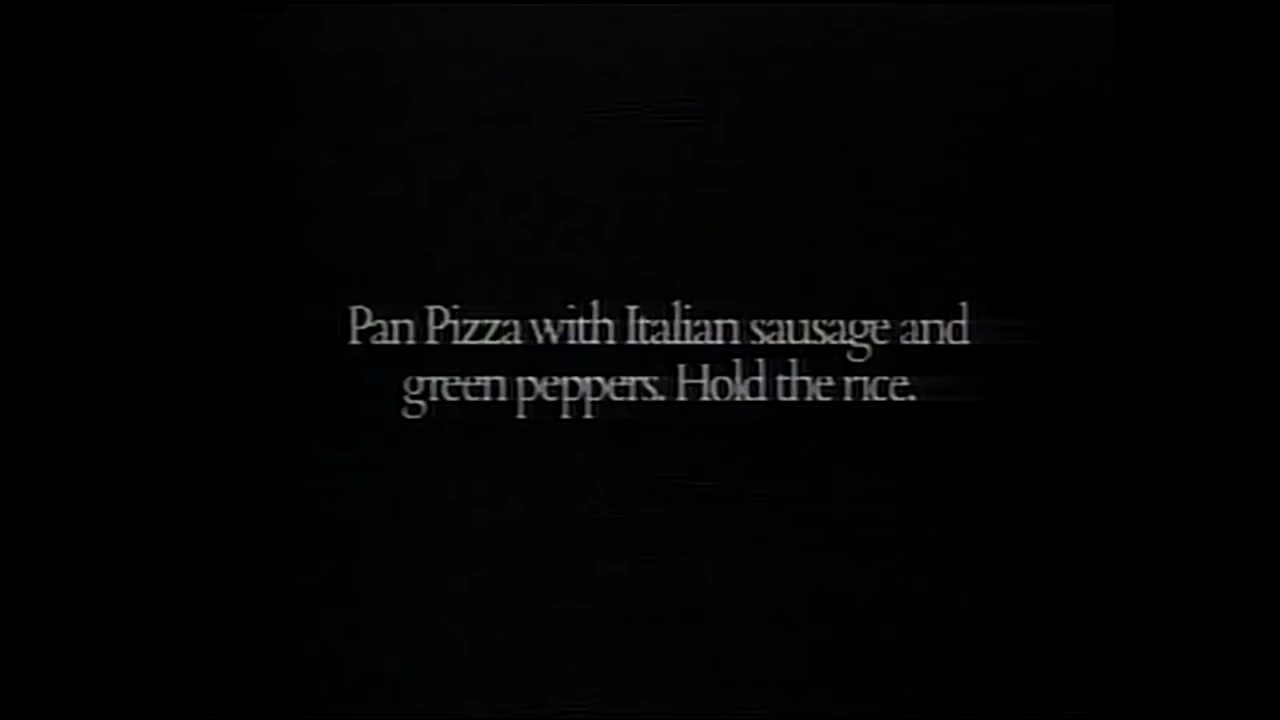 Pan Pizza with Italian sausage and
green peppers. Hold the rice.